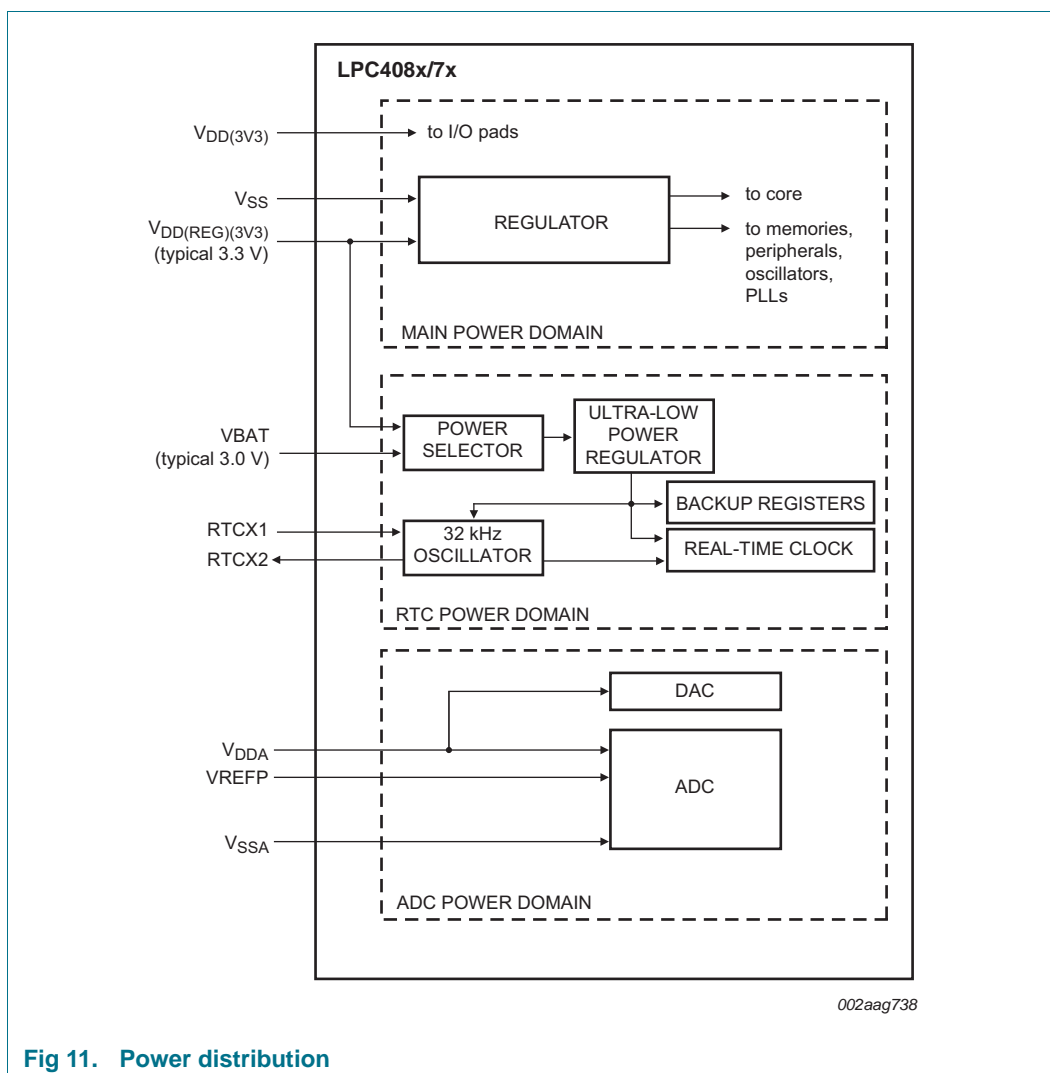 LPC408x/7x
VDD(3V3)
to I/O pads
VSS
VDD(REG)(3V3)
(typical 3.3 V)
REGULATOR
to core
to memories,
peripherals,
oscillators,
PLLs
MAIN POWER DOMAIN
VBAT
(typical 3.0 V)
POWER
SELECTOR
ULTRA-LOW
POWER
REGULATOR
BACKUP REGISTERS
RTCX1
RTCX2
32 kHz
OSCILLATOR
REAL-TIME CLOCK
RTC POWER DOMAIN
DAC
VDDA
VREFP
ADC
VSSA
ADC POWER DOMAIN
002aag738
Fig 11. Power distribution